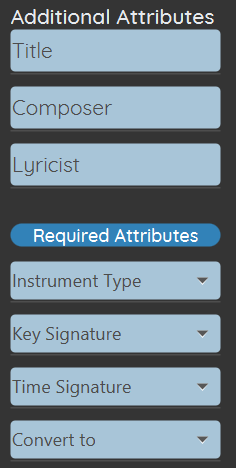 Additional Attributes
Title
Composer
Lyricist
Required Attributes
Instrument Type
Key Signature
Time Signature
Convert to